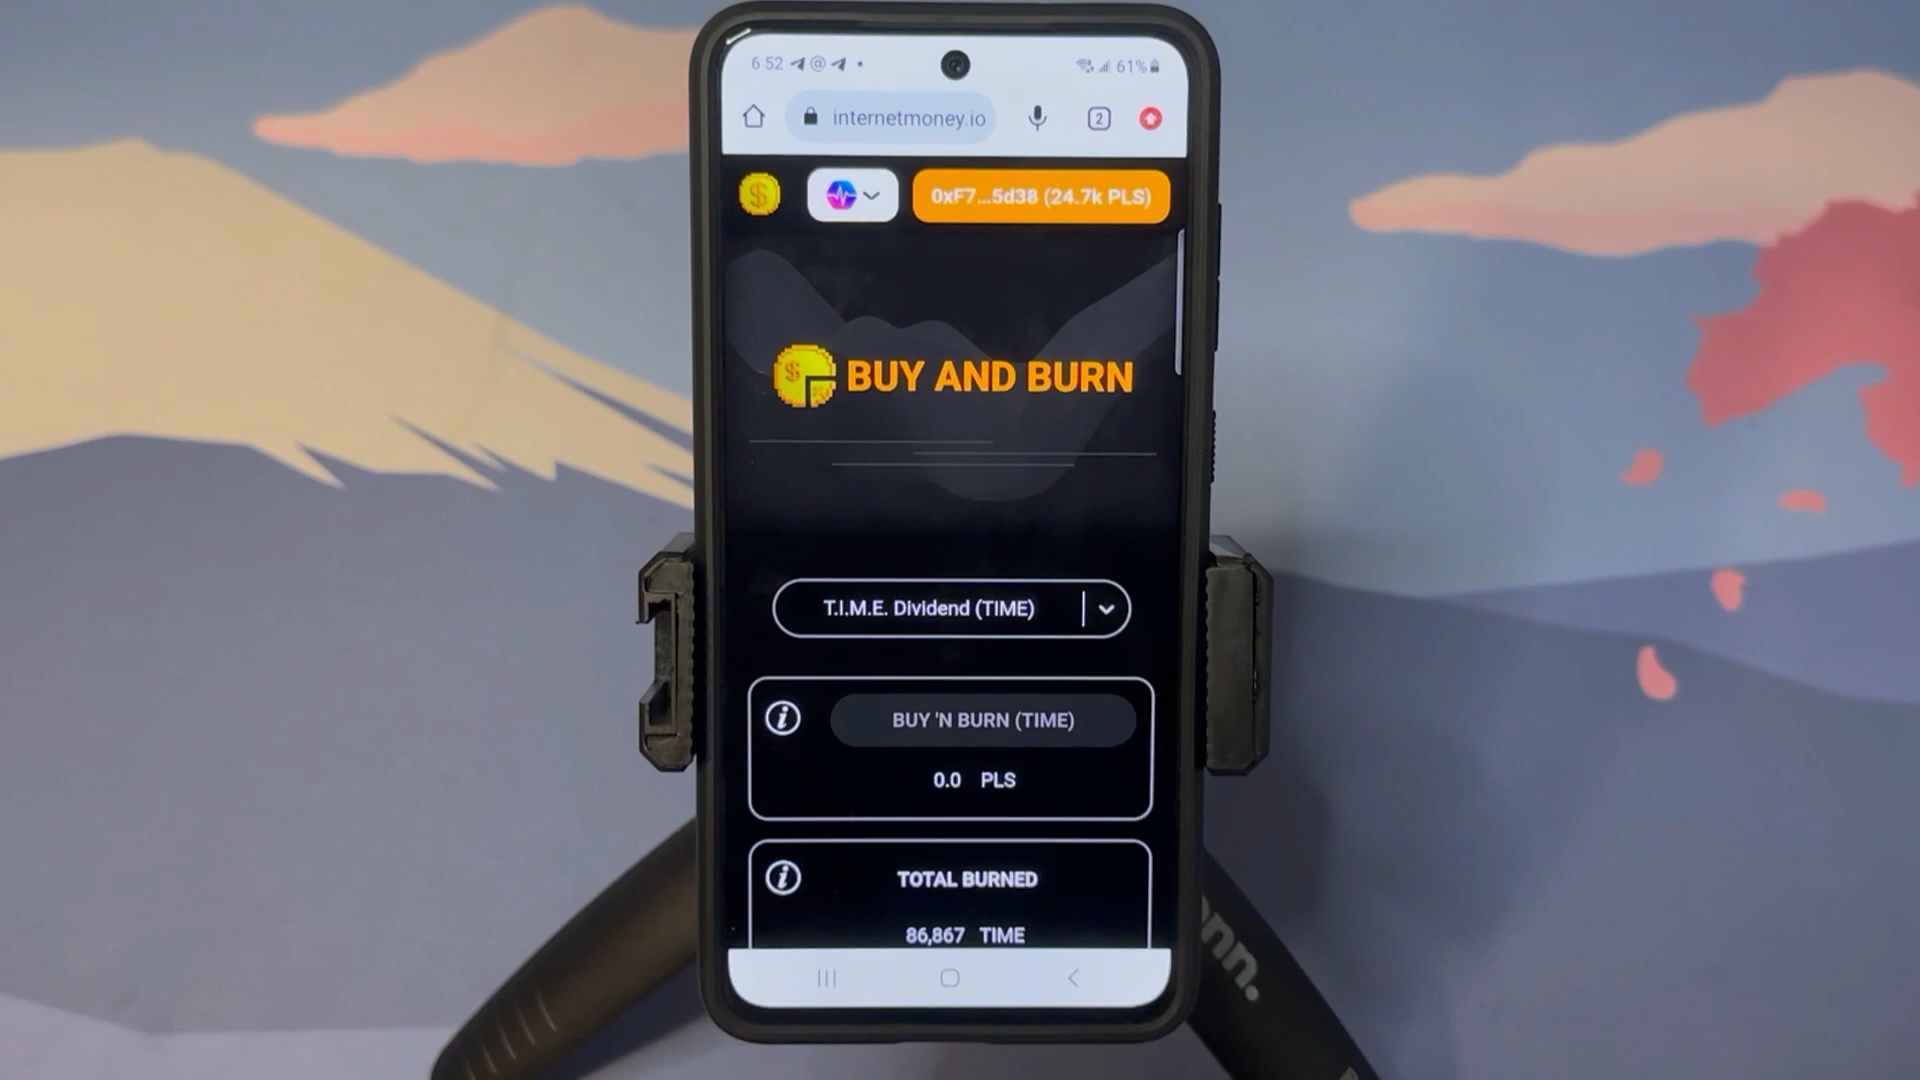 6:52
61%
internetmoney.io
2
0xF7...5d38 (24.7k PLS)
BUY AND BURN
T.I.M.E. Dividend (TIME)
BUY 'N BURN (TIME)
0.0 PLS
TOTAL BURNED
86,867 TIME